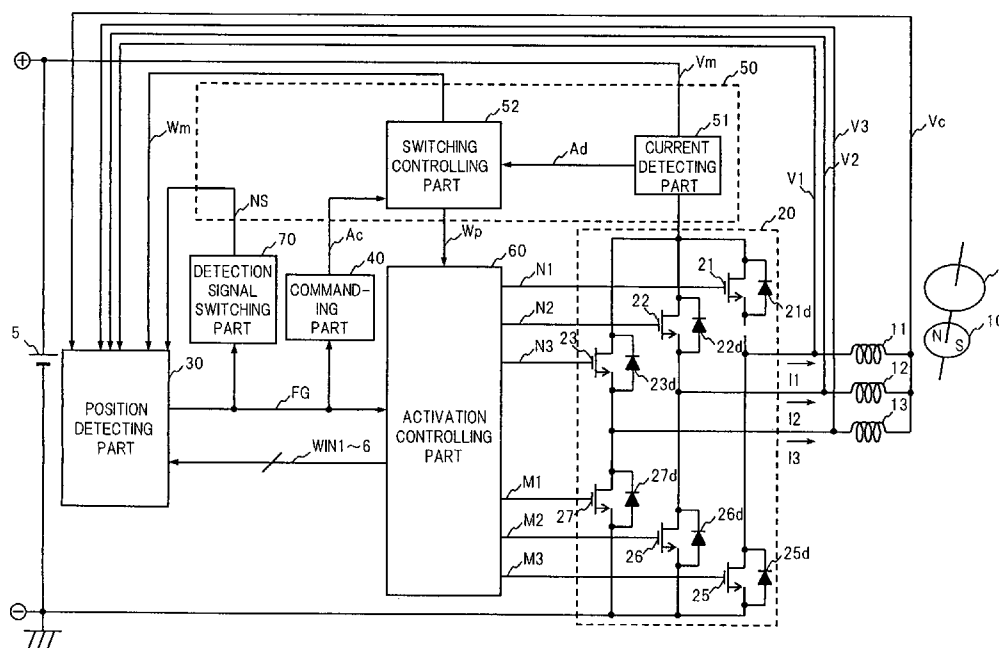 Vm
50
52
51
Wm
SWITCHING
CONTROLLING
PART
Ad
CURRENT
DETECTING
PART
V3
Vc
V2
V1
NS
Ac
Wp
20
70
40
60
DETECTION
SIGNAL
SWITCHING
PART
COMMAND-
ING PART
N1
21
21d
N2
22
22d
N
S
10
5
30
N3
23
23d
11
POSITION
DETECTING
PART
FG
ACTIVATION
CONTROLLING
PART
I1
12
I2
13
I3
WIN1~6
M1
27
27d
M2
26
26d
M3
25
25d